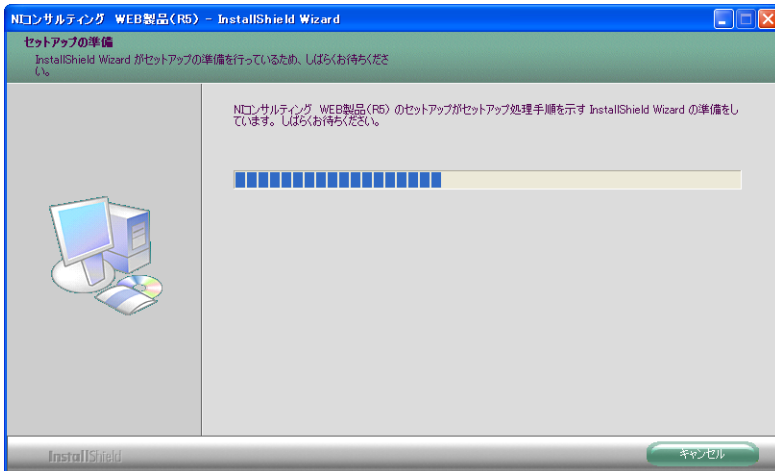 NIコンサルティング WEB製品(R5) - InstallShield Wizard
セットアップの準備
InstallShield Wizard がセットアップの準備を行っているため、しばらくお待ちくださ
い。
NIコンサルティング WEB製品(R5) のセットアップがセットアップ処理手順を示す InstallShield Wizard の準備をし
ています。しばらくお待ちください。
InstallShield
キャンセル